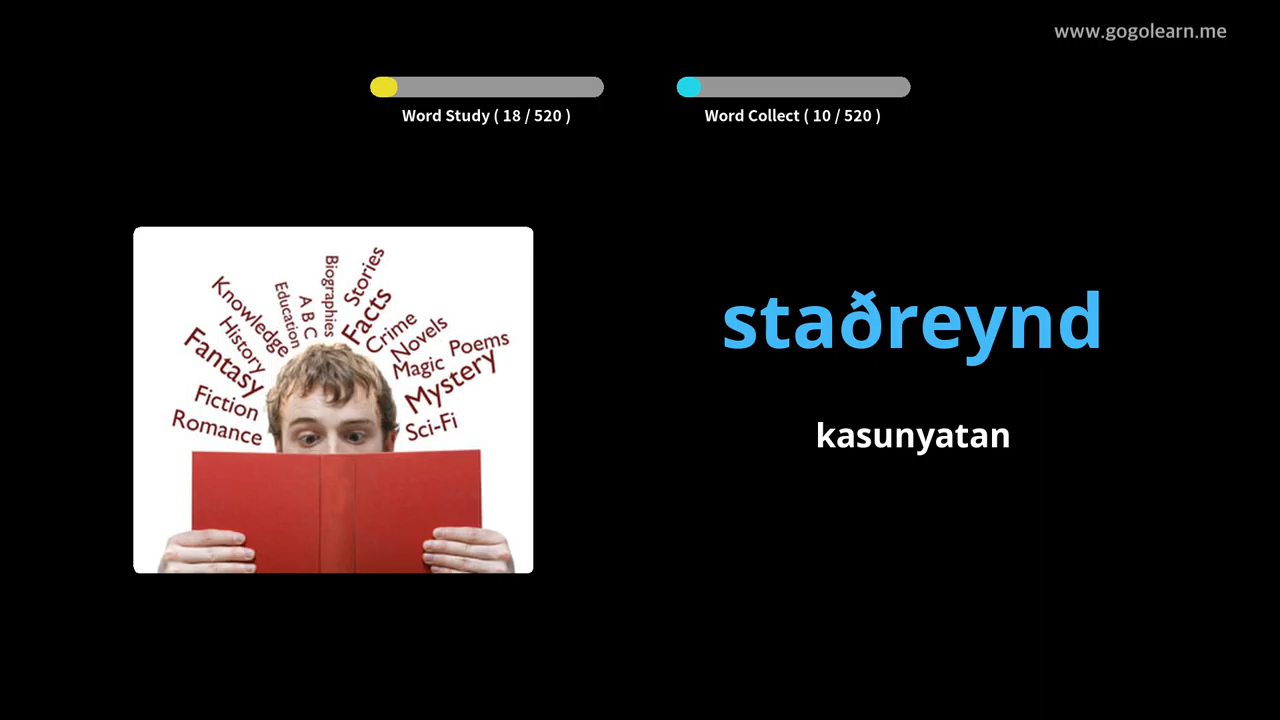 www.gogolearn.me
Word Study ( 18 / 520 )
Word Collect ( 10 / 520 )
Stories
Biographies
Facts
A B C
Education
Knowledge
Crime
History
Novels
Fantasy
Poems
Magic
Mystery
Fiction
Romance
Sci-Fi
staðreynd
kasunyatan